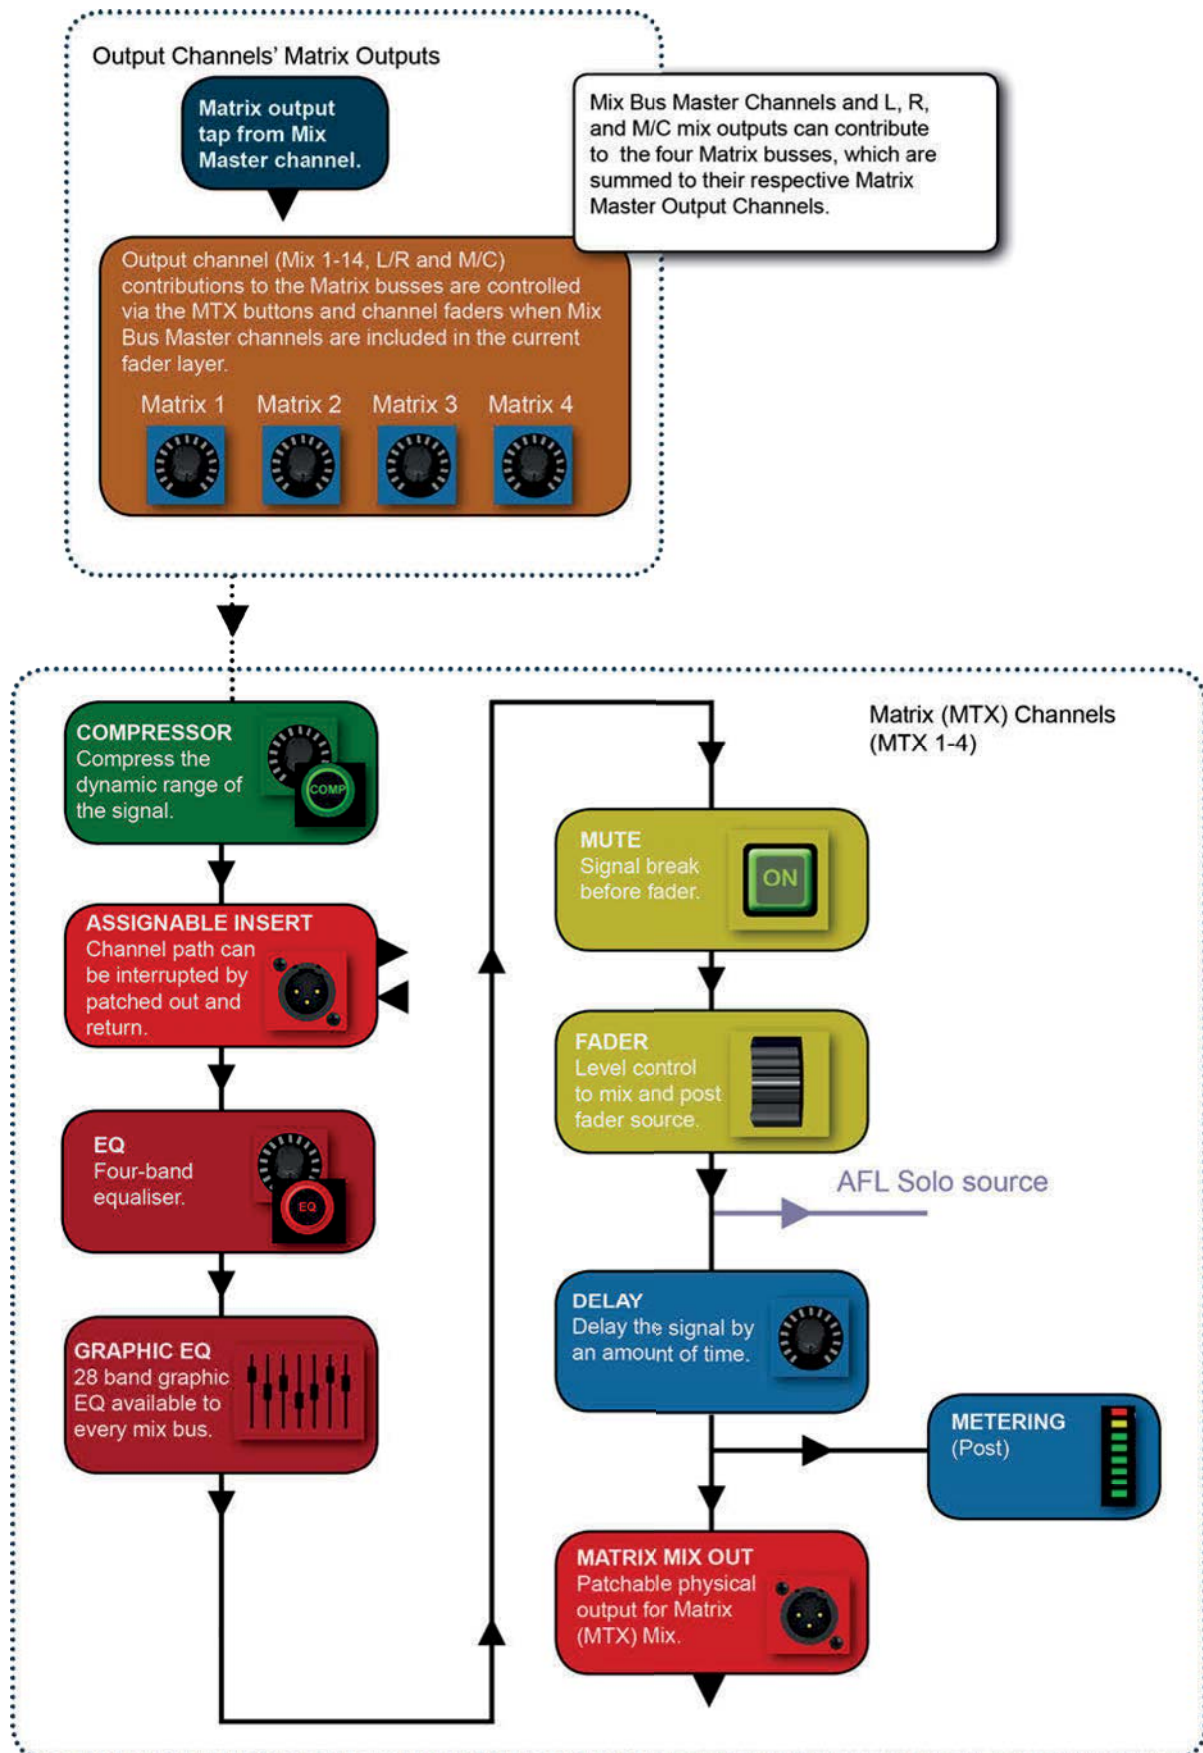 Output Channels' Matrix Outputs
Matrix output
tap from Mix
Master channel.
Mix Bus Master Channels and L, R,
and M/C mix outputs can contribute
to the four Matrix busses, which are
summed to their respective Matrix
Master Output Channels.
Output channel (Mix 1-14, L/R and M/C)
contributions to the Matrix busses are controlled
via the MTX buttons and channel faders when Mix
Bus Master channels are included in the current
fader layer.
Matrix 1 Matrix 2 Matrix 3 Matrix 4
COMPRESSOR
Compress the
dynamic range of
the signal.
COMP
ASSIGNABLE INSERT
Channel path can
be interrupted by
patched out and
return.
EQ
Four-band
equaliser.
EQ
GRAPHIC EQ
28 band graphic
EQ available to
every mix bus.
Matrix (MTX) Channels
(MTX 1-4)
MUTE
Signal break
before fader.
ON
FADER
Level control
to mix and post
fader source.
AFL Solo source
DELAY
Delay the signal by
an amount of time.
METERING
(Post)
MATRIX MIX OUT
Patchable physical
output for Matrix
(MTX) Mix.